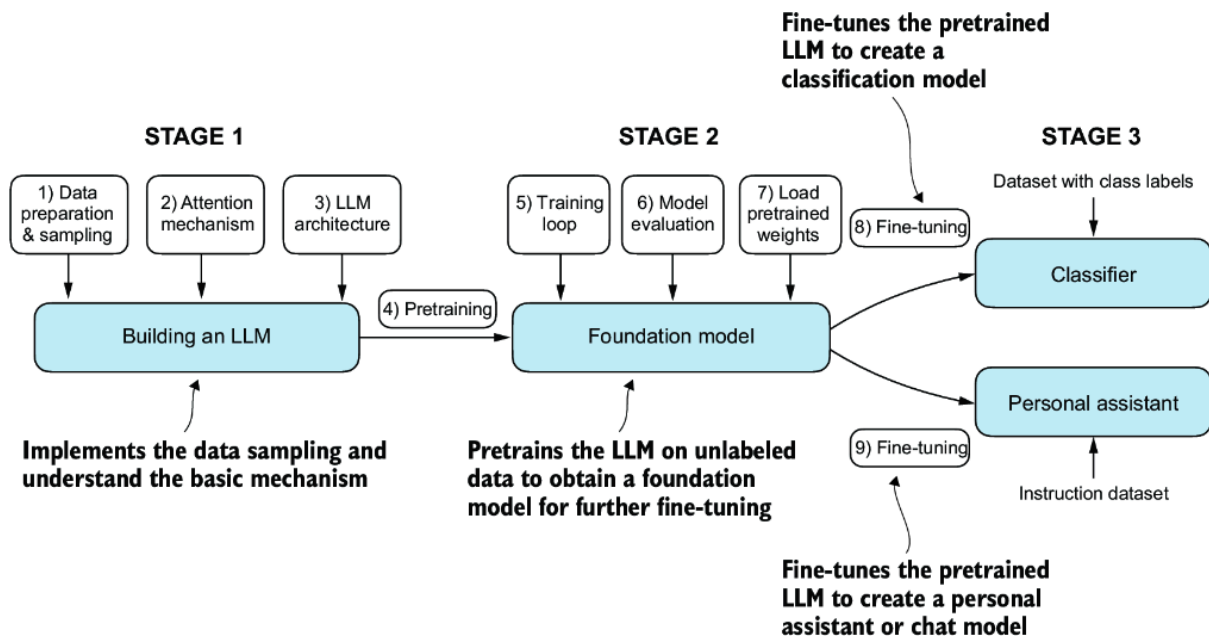 Fine-tunes the pretrained
LLM to create a
classification model
STAGE 1
STAGE 2
STAGE 3
1) Data
preparation
& sampling
2) Attention
mechanism
3) LLM
architecture
5) Training
loop
6) Model
evaluation
7) Load
pretrained
weights
8) Fine-tuning
Dataset with class labels
Classifier
4) Pretraining
Building an LLM
Foundation model
Personal assistant
Implements the data sampling and
understand the basic mechanism
Pretrains the LLM on unlabeled
data to obtain a foundation
model for further fine-tuning
9) Fine-tuning
Instruction dataset
Fine-tunes the pretrained
LLM to create a personal
assistant or chat model